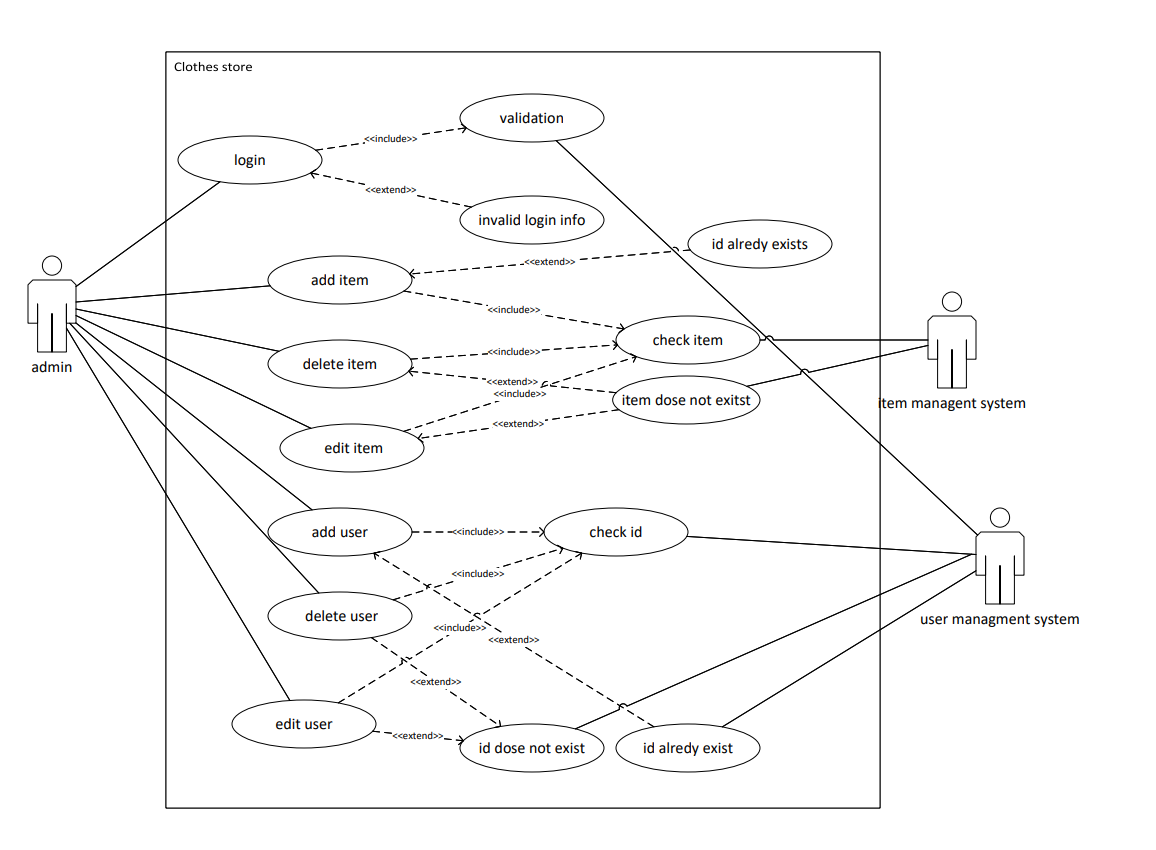 Clothes store
validation
<<include>>
login
<<extend>>
invalid login info
id alredy exists
<<extend>>
add item
<<include>>
check item
<<include>>
delete item
<<extend>>
<<include>>
item dose not exitst
item managent system
<<extend>>
edit item
admin
add user
<<include>>
check id
<<include>>
delete user
user managment system
<<include>>
<<extend>>
<<extend>>
edit user
<<extend>>
id dose not exist
id alredy exist